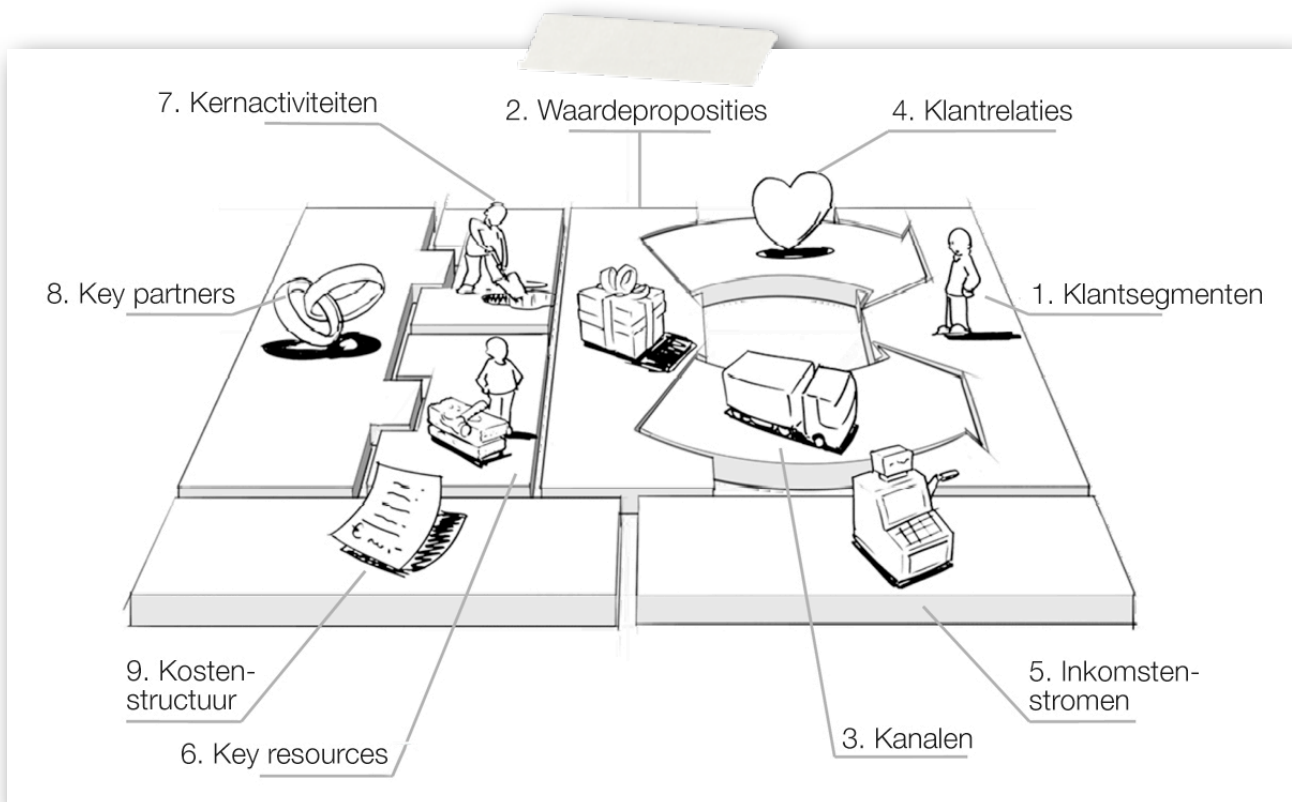 7. Kernactiviteiten
2. Waardeproposities
4. Klantrelaties
8. Key partners
1. Klantsegmenten
9. Kosten-
structuur
5. Inkomsten-
stromen
6. Key resources
3. Kanalen